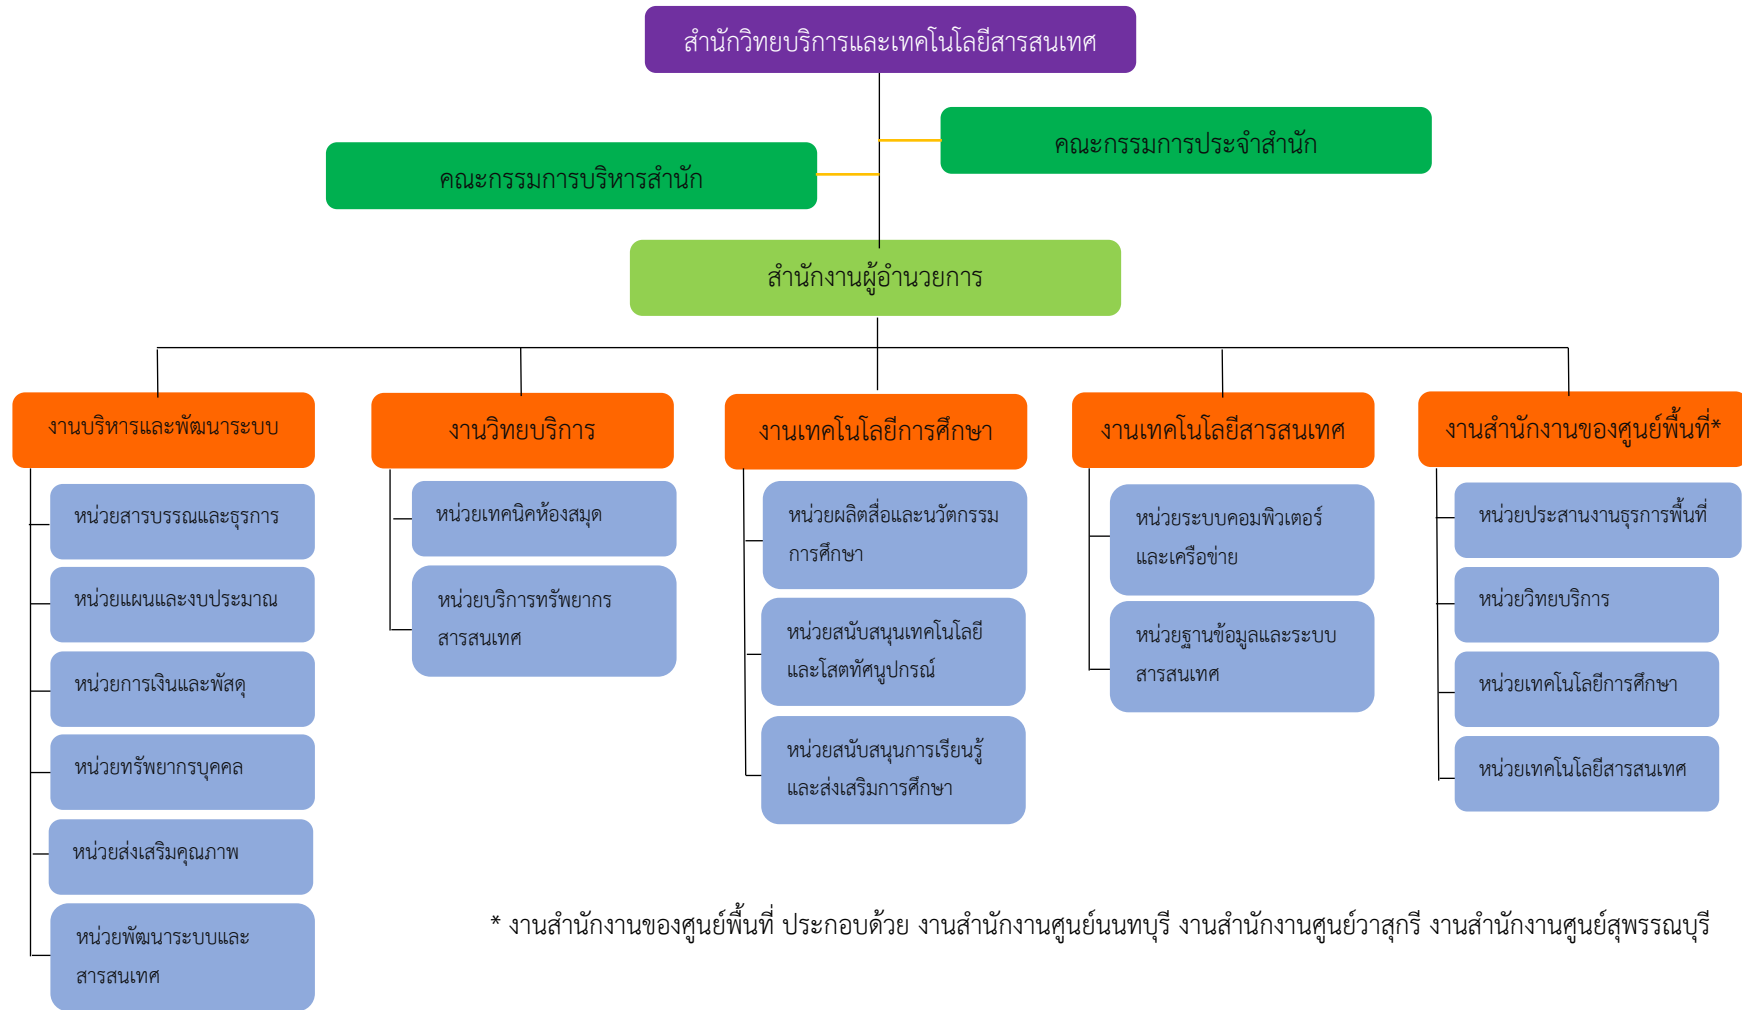 สำนักวิทยบริการและเทคโนโลยีสารสนเทศ
คณะกรรมการประจำสำนัก
คณะกรรมการบริหารสำนัก
สำนักงานผู้อำนวยการ
งานบริหารและพัฒนาระบบ
หน่วยสารบรรณและธุรการ
หน่วยแผนและงบประมาณ
หน่วยการเงินและพัสดุ
หน่วยทรัพยากรบุคคล
หน่วยส่งเสริมคุณภาพ
หน่วยพัฒนาระบบและ
สารสนเทศ
งานวิทยบริการ
หน่วยเทคนิคห้องสมุด
หน่วยบริการทรัพยากร
สารสนเทศ
งานเทคโนโลยีการศึกษา
หน่วยผลิตสื่อและนวัตกรรม
การศึกษา
หน่วยสนับสนุนเทคโนโลยี
และโสตทัศนูปกรณ์
หน่วยสนับสนุนการเรียนรู้
และส่งเสริมการศึกษา
งานเทคโนโลยีสารสนเทศ
หน่วยระบบคอมพิวเตอร์
และเครือข่าย
หน่วยฐานข้อมูลและระบบ
สารสนเทศ
งานสำนักงานของศูนย์พื้นที่*
หน่วยประสานงานธุรการพื้นที่
หน่วยวิทยบริการ
หน่วยเทคโนโลยีการศึกษา
หน่วยเทคโนโลยีสารสนเทศ
* งานสำนักงานของศูนย์พื้นที่ ประกอบด้วย งานสำนักงานศูนย์นนทบุรี งานสำนักงานศูนย์วาสุกรี งานสำนักงานศูนย์สุพรรณบุรี